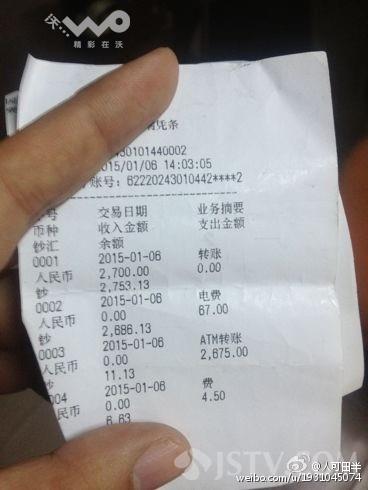 沃 WO
精彩在沃
凭条
30101440002
2015/01/06 14:03:05
账号：62220243010442****2
号 交易日期 业务摘要
币种 收入金额 支出金额
钞汇 余额
0001 2015-01-06 转账
人民币 2,700.00 0.00
钞 2,753.13
0002 2015-01-06 电费
人民币 0.00 67.00
钞 2,686.13
0003 2015-01-06 ATM转账
人民币 0.00 2,675.00
钞 11.13
004 2015-01-06 费
人民币 0.00 4.50
6.63
JSTV.COM
@人可田半
weibo.com/u/1931045074